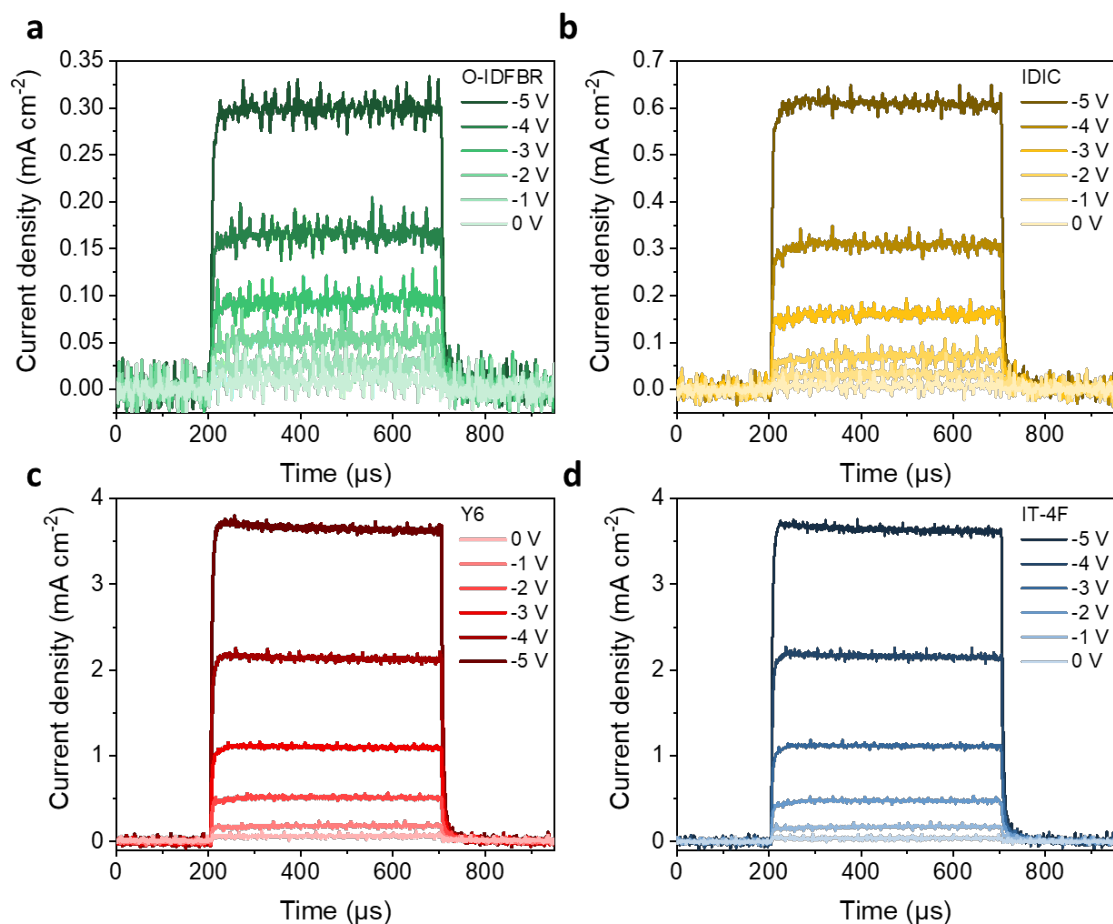 a
0.35
0.30
0.25
0.20
0.15
0.10
0.05
0.00
Current density (mA cm⁻²)
O-IDFBR
-5 V
-4 V
-3 V
-2 V
-1 V
0 V
0 200 400 600 800
Time (µs)
b
0.7
0.6
0.5
0.4
0.3
0.2
0.1
0.0
Current density (mA cm⁻²)
IDIC
-5 V
-4 V
-3 V
-2 V
-1 V
0 V
0 200 400 600 800
Time (µs)
c
4
3
2
1
0
Current density (mA cm⁻²)
Y6
0 V
-1 V
-2 V
-3 V
-4 V
-5 V
0 200 400 600 800
Time (µs)
d
4
3
2
1
0
Current density (mA cm⁻²)
IT-4F
-5 V
-4 V
-3 V
-2 V
-1 V
0 V
0 200 400 600 800
Time (µs)